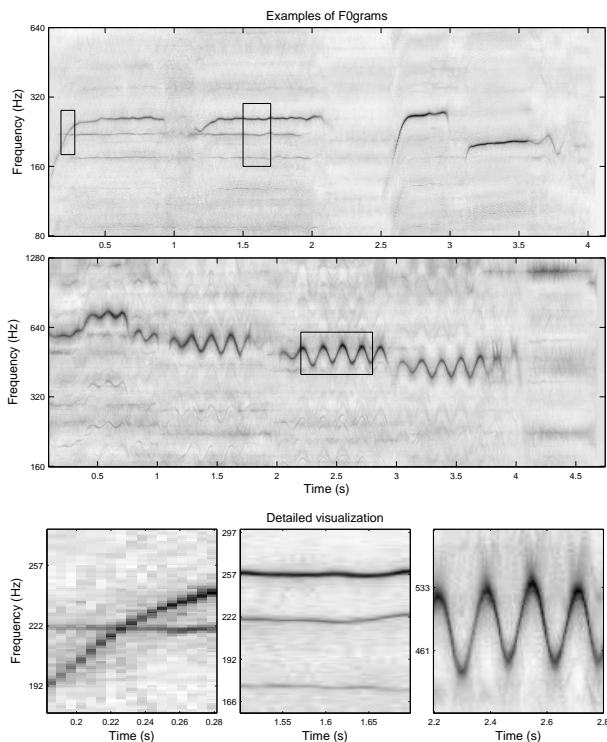 Examples of F0grams
640
320
160
80
Frequency (Hz)
0.5 1 1.5 2 2.5 3 3.5 4
1280
640
320
160
Frequency (Hz)
0.5 1 1.5 2 2.5 3 3.5 4 4.5
Time (s)
Detailed visualization
257
222
192
Frequency (Hz)
0.2 0.22 0.24 0.26 0.28
Time (s)
297
257
222
192
166
1.55 1.6 1.65
Time (s)
533
461
2.2 2.4 2.6 2.8
Time (s)